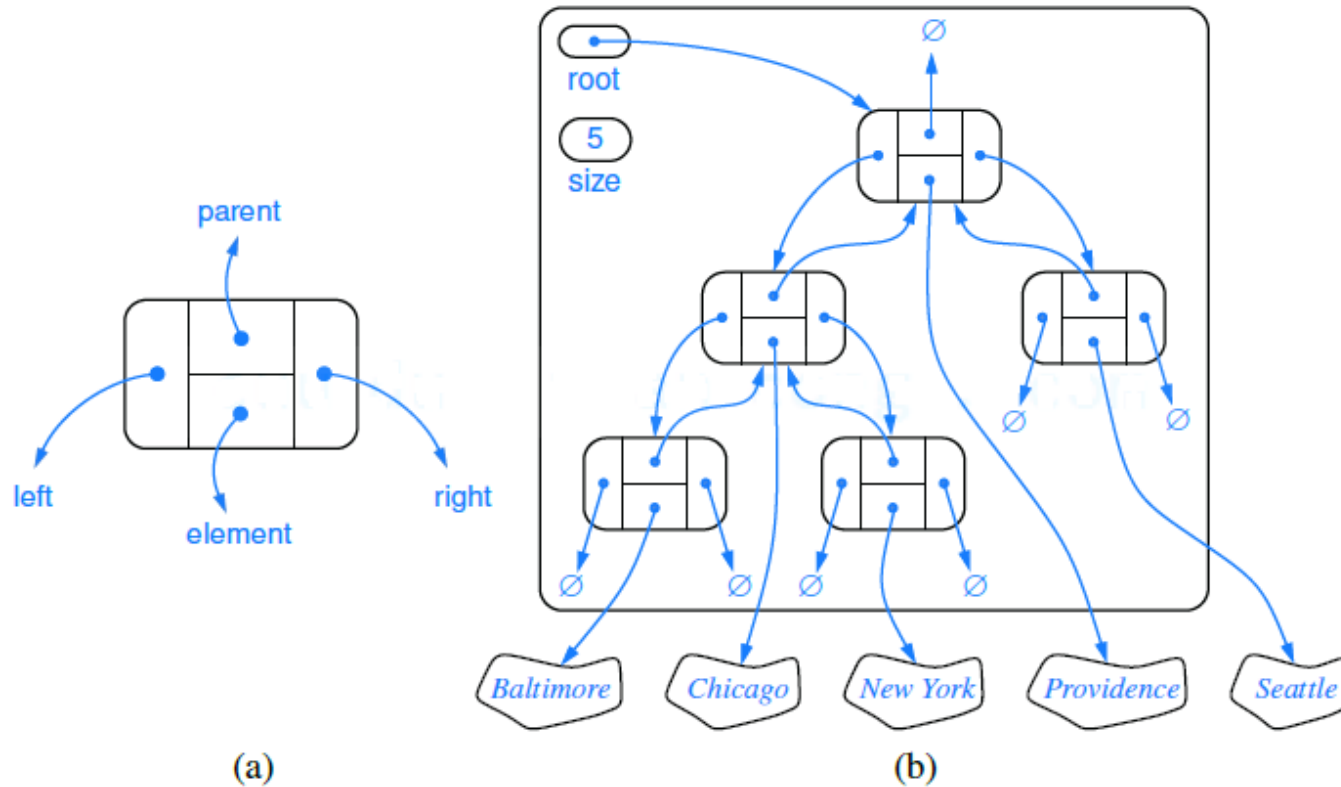 ∅
root
5
size
parent
left
right
element
∅
∅
∅
∅
∅
∅
Baltimore
Chicago
New York
Providence
Seattle
(a)
(b)